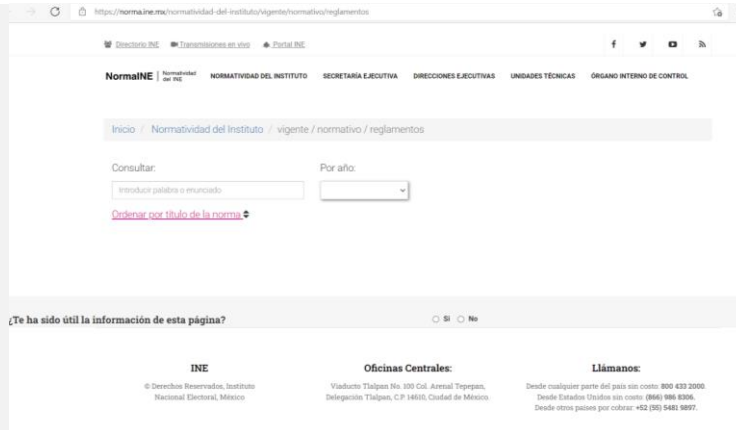 https://norma.ine.mx/normatividad-del-instituto/vigente/normativo/reglamentos
Directorio INE Transmisiones en vivo Portal INE
NormaINE | Normatividad del INE NORMATIVIDAD DEL INSTITUTO SECRETARÍA EJECUTIVA DIRECCIONES EJECUTIVAS UNIDADES TÉCNICAS ÓRGANO INTERNO DE CONTROL
Inicio / Normatividad del Instituto / vigente / normativo / reglamentos
Consultar: Por año:
Introducir palabra o enunciado
Ordenar por título de la norma
¿Te ha sido útil la información de esta página? Si No
INE Oficinas Centrales: Llámanos:
© Derechos Reservados, Instituto Viaducto Tlalpan No. 100 Col. Arenal Tepepan, Desde cualquier parte del país sin costo: 800 433 2000.
Nacional Electoral, México Delegación Tlalpan, C.P. 14610, Ciudad de México. Desde Estados Unidos sin costo: (866) 986 8306.
Desde otros países por cobrar: +52 (55) 5481 9897.